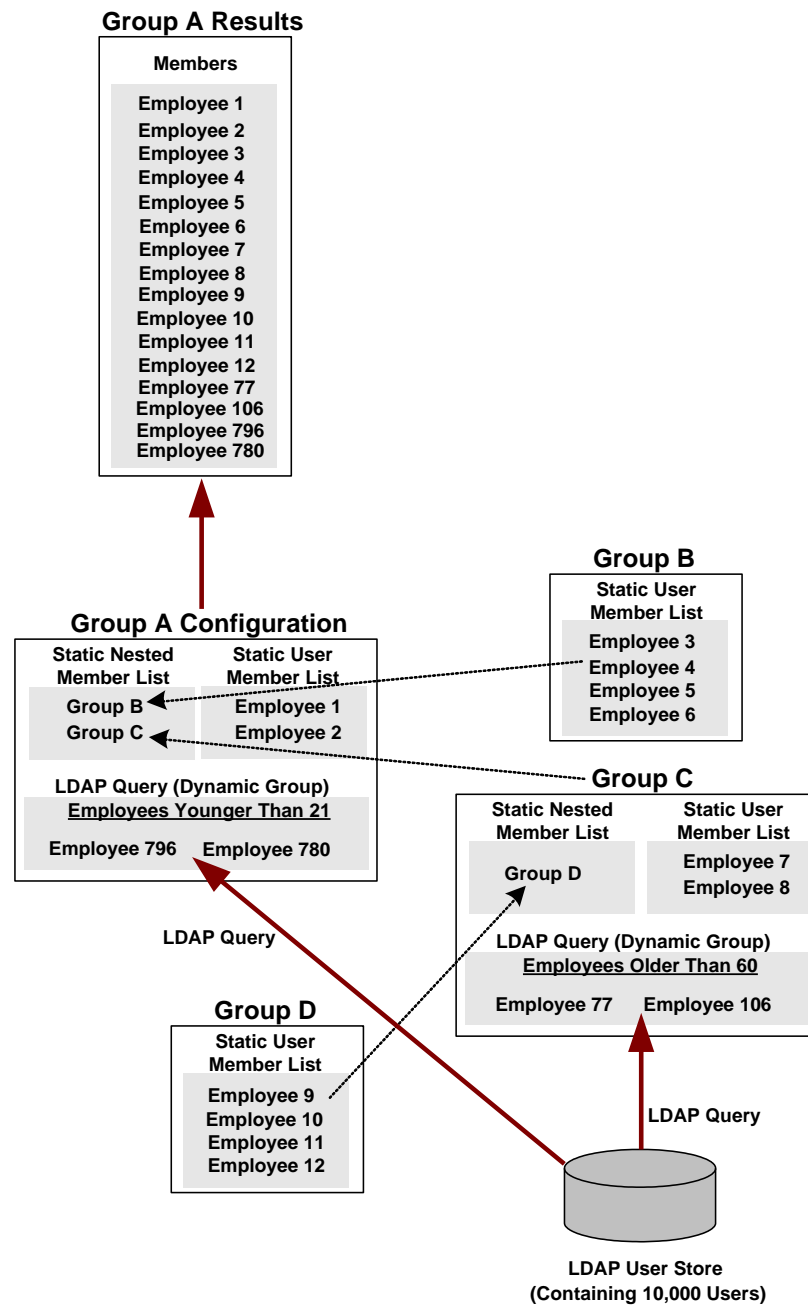 Group A Results
Members
Employee 1
Employee 2
Employee 3
Employee 4
Employee 5
Employee 6
Employee 7
Employee 8
Employee 9
Employee 10
Employee 11
Employee 12
Employee 77
Employee 106
Employee 796
Employee 780
Group B
Static User
Member List
Employee 3
Employee 4
Employee 5
Employee 6
Group A Configuration
Static Nested
Member List
Group B
Group C
Static User
Member List
Employee 1
Employee 2
LDAP Query (Dynamic Group)
Employees Younger Than 21
Employee 796
Employee 780
Group C
Static Nested
Member List
Group D
Static User
Member List
Employee 7
Employee 8
LDAP Query (Dynamic Group)
Employees Older Than 60
Employee 77
Employee 106
LDAP Query
Group D
Static User
Member List
Employee 9
Employee 10
Employee 11
Employee 12
LDAP Query
LDAP User Store
(Containing 10,000 Users)